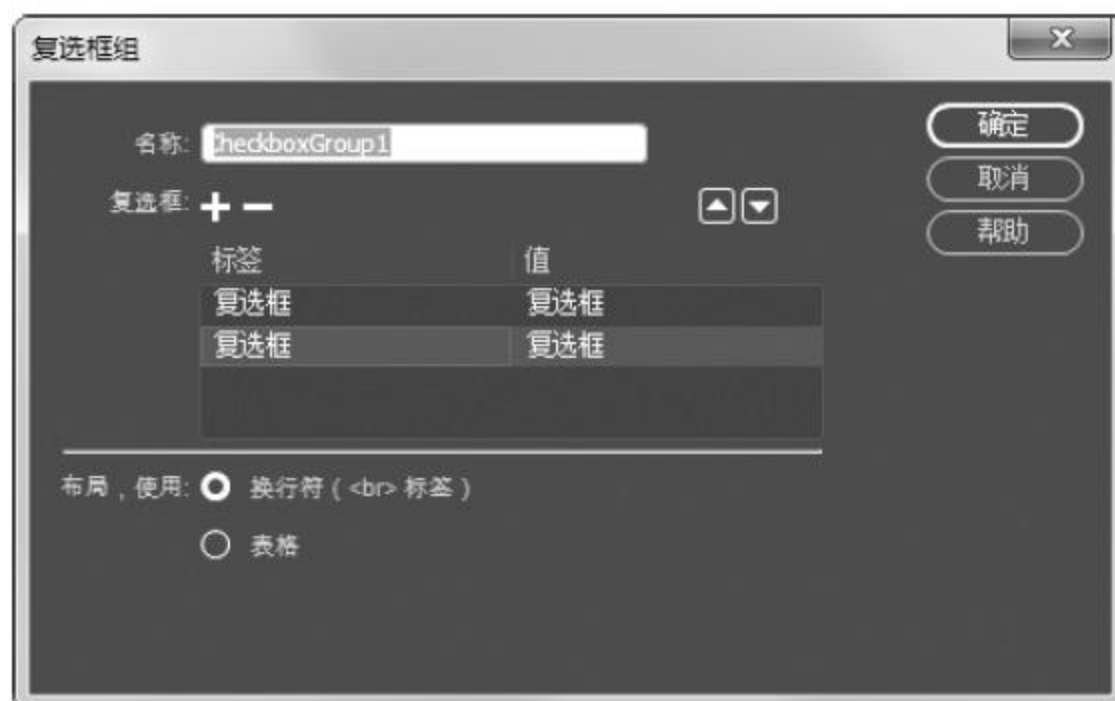 复选框组
名称: CheckboxGroup1
确定
取消
帮助
复选框:
标签 值
复选框 复选框
复选框 复选框
布局，使用: 换行符（<br> 标签）
表格